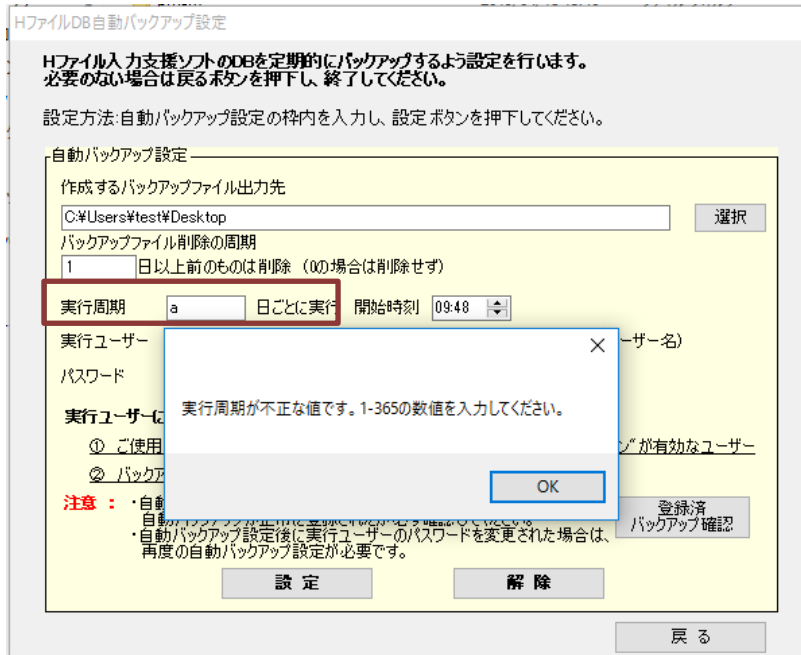 HファイルDB自動バックアップ設定
Hファイル入力支援ソフトのDBを定期的にバックアップするよう設定を行います。
必要のない場合は戻るボタンを押下し、終了してください。
設定方法:自動バックアップ設定の枠内を入力し、設定ボタンを押下してください。
自動バックアップ設定
作成するバックアップファイル出力先
C:¥Users¥test¥Desktop 選択
バックアップファイル削除の周期
1 日以上前のものは削除（0の場合は削除せず）
実行周期 a 日ごとに実行 開始時刻 09:48
実行ユーザー ーザー名)
パスワード
実行周期が不正な値です。1-365の数値を入力してください。
実行ユーザーに
① ご使用 が有効なユーザー
② バックア
OK
注意 ： ・自動
登録済
バックアップ確認
・自動バックアップ設定後に実行ユーザーのパスワードを変更された場合は、
再度の自動バックアップ設定が必要です。
設 定 解 除
戻 る